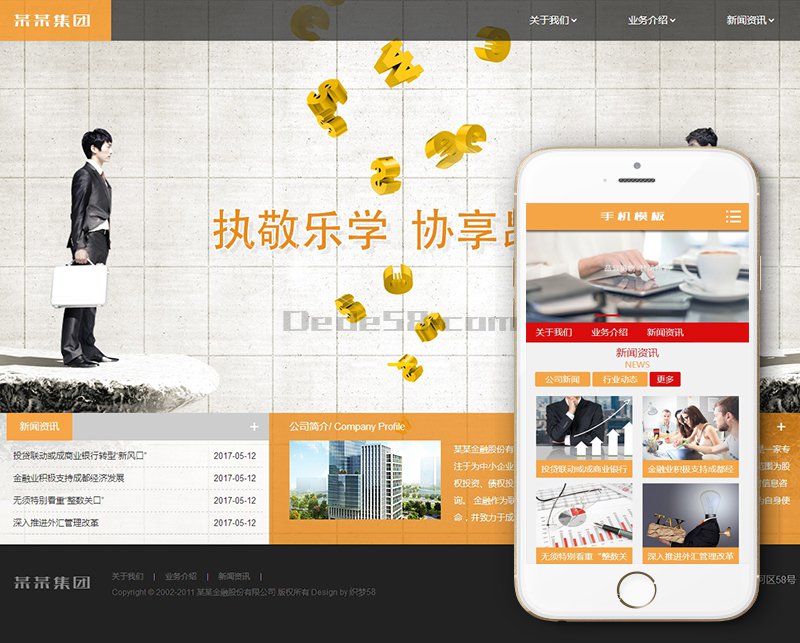 某某集团
关于我们
业务介绍
新闻资讯
执敬乐学 协享品
Dede58.com
新闻资讯 +
投贷联动或成商业银行转型“新风口” 2017-05-12
金融业积极支持成都经济发展 2017-05-12
无须特别看重“整数关口” 2017-05-12
深入推进外汇管理改革 2017-05-12
公司简介/ Company Profile
某某金融股份有
注于为中小企业
权投资、债权投
询。金融作为联
命，并致力于成
+
是一家专
范围为股
财信息咨
为自身使
手机模板
关于我们 业务介绍 新闻资讯
新闻资讯
NEWS
公司新闻 行业动态 更多
投贷联动或成商业银行
金融业积极支持成都经
TAX
无须特别看重“整数关
深入推进外汇管理改革
某某集团
关于我们 | 业务介绍 | 新闻资讯 |
Copyright © 2002-2011 某某金融股份有限公司 版权所有 Design by 织梦58
河区58号